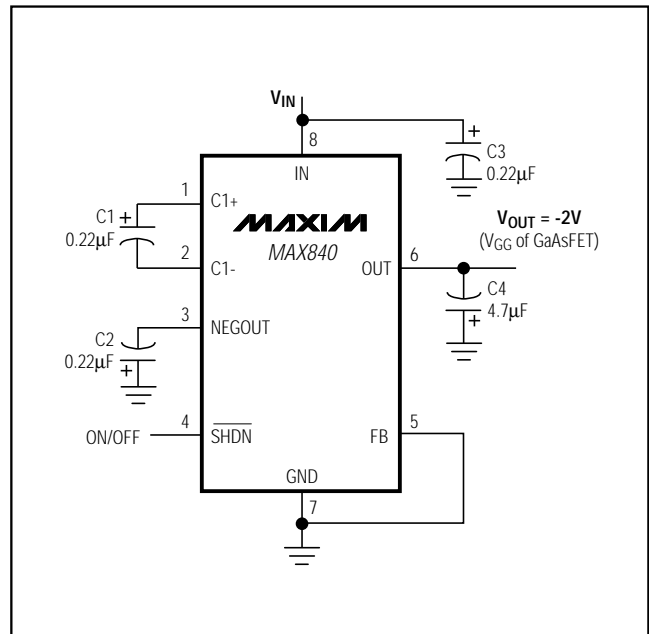 VIN
8
IN
+
C3
0.22µF
1
C1+
C1
+
0.22µF
MAXIM
MAX840
VOUT = -2V
(VGG of GaAsFET)
2
C1-
6
OUT
C4
4.7µF
+
3
NEGOUT
C2
0.22µF
+
4
SHDN
ON/OFF
5
FB
GND
7